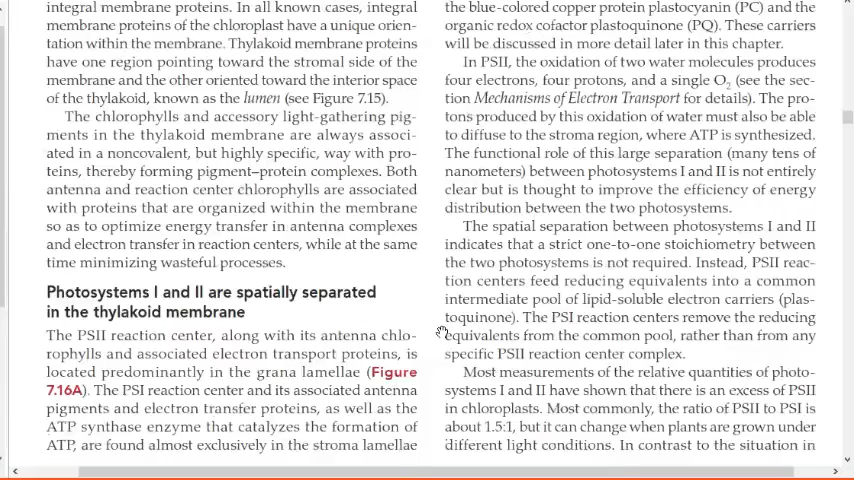 integral membrane proteins. In all known cases, integral
membrane proteins of the chloroplast have a unique orien-
tation within the membrane. Thylakoid membrane proteins
have one region pointing toward the stromal side of the
membrane and the other oriented toward the interior space
of the thylakoid, known as the lumen (see Figure 7.15).
The chlorophylls and accessory light-gathering pig-
ments in the thylakoid membrane are always associ-
ated in a noncovalent, but highly specific, way with pro-
teins, thereby forming pigment–protein complexes. Both
antenna and reaction center chlorophylls are associated
with proteins that are organized within the membrane
so as to optimize energy transfer in antenna complexes
and electron transfer in reaction centers, while at the same
time minimizing wasteful processes.
Photosystems I and II are spatially separated
in the thylakoid membrane
The PSII reaction center, along with its antenna chlo-
rophylls and associated electron transport proteins, is
located predominantly in the grana lamellae (Figure
7.16A). The PSI reaction center and its associated antenna
pigments and electron transfer proteins, as well as the
ATP synthase enzyme that catalyzes the formation of
ATP, are found almost exclusively in the stroma lamellae
the blue-colored copper protein plastocyanin (PC) and the
organic redox cofactor plastoquinone (PQ). These carriers
will be discussed in more detail later in this chapter.
In PSII, the oxidation of two water molecules produces
four electrons, four protons, and a single O₂ (see the sec-
tion Mechanisms of Electron Transport for details). The pro-
tons produced by this oxidation of water must also be able
to diffuse to the stroma region, where ATP is synthesized.
The functional role of this large separation (many tens of
nanometers) between photosystems I and II is not entirely
clear but is thought to improve the efficiency of energy
distribution between the two photosystems.
The spatial separation between photosystems I and II
indicates that a strict one-to-one stoichiometry between
the two photosystems is not required. Instead, PSII reac-
tion centers feed reducing equivalents into a common
intermediate pool of lipid-soluble electron carriers (plas-
toquinone). The PSI reaction centers remove the reducing
equivalents from the common pool, rather than from any
specific PSII reaction center complex.
Most measurements of the relative quantities of photo-
systems I and II have shown that there is an excess of PSII
in chloroplasts. Most commonly, the ratio of PSII to PSI is
about 1.5:1, but it can change when plants are grown under
different light conditions. In contrast to the situation in